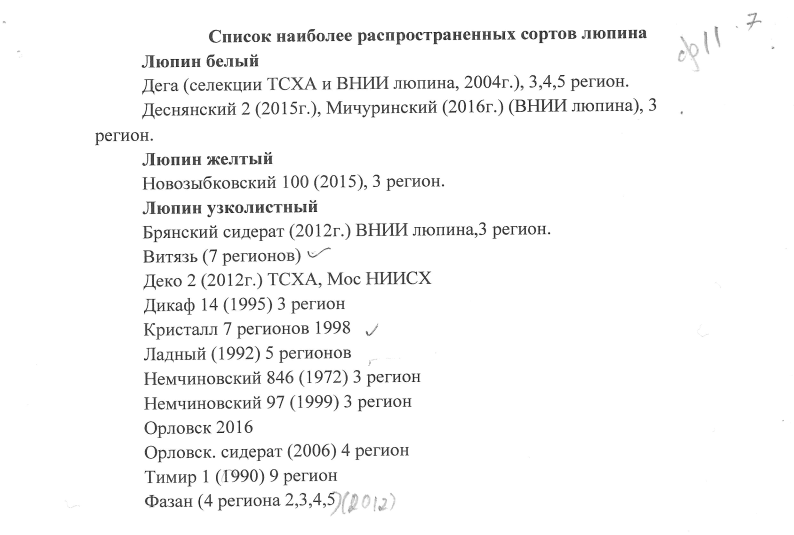 Список наиболее распространенных сортов люпина
7
11
Люпин белый
Дега (селекции ТСХА и ВНИИ люпина, 2004г.), 3,4,5 регион.
Деснянский 2 (2015г.), Мичуринский (2016г.) (ВНИИ люпина), 3
регион.
Люпин желтый
Новозыбковский 100 (2015), 3 регион.
Люпин узколистный
Брянский сидерат (2012г.) ВНИИ люпина,3 регион.
Витязь (7 регионов)
Деко 2 (2012г.) ТСХА, Мос НИИСХ
Дикаф 14 (1995) 3 регион
Кристалл 7 регионов 1998
Ладный (1992) 5 регионов
Немчиновский 846 (1972) 3 регион
Немчиновский 97 (1999) 3 регион
Орловск 2016
Орловск. сидерат (2006) 4 регион
Тимир 1 (1990) 9 регион
Фазан (4 региона 2,3,4,5)(2012)